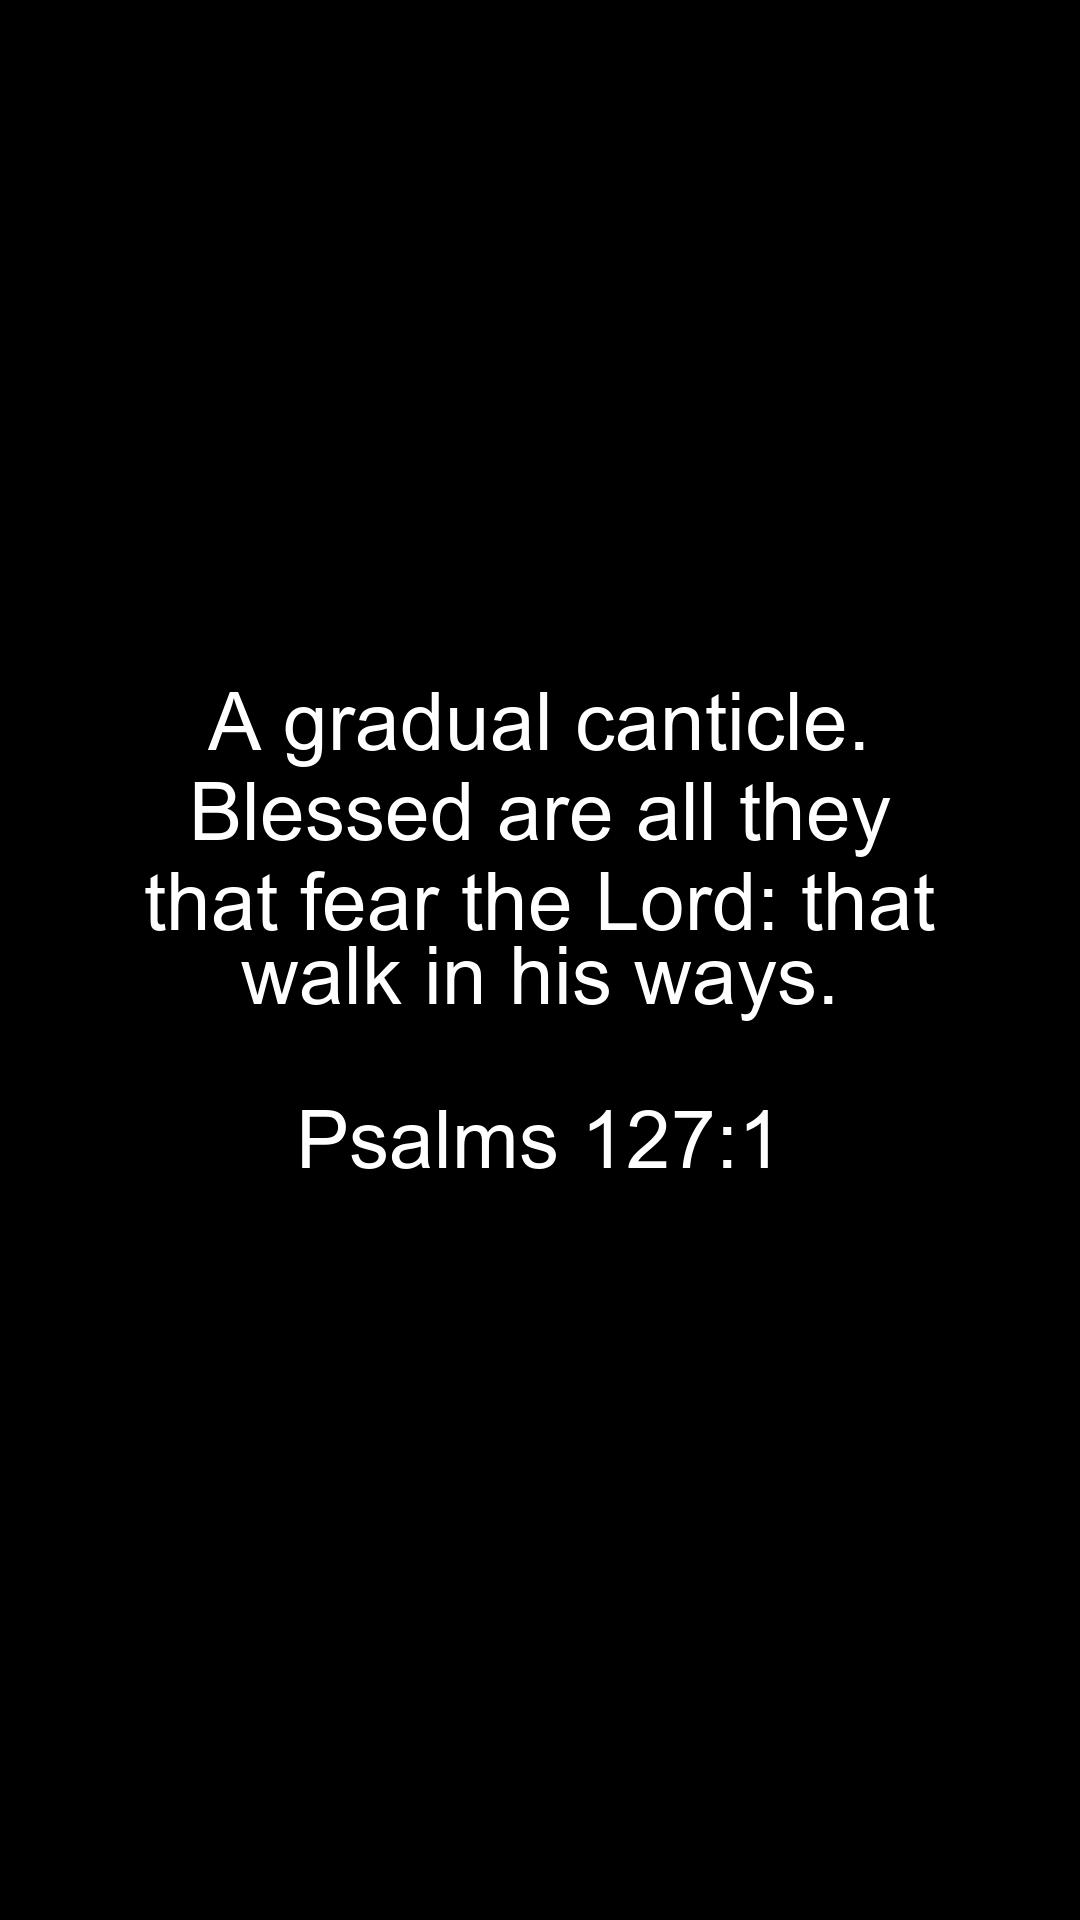 A gradual canticle.
Blessed are all they
that fear the Lord: that
walk in his ways.
Psalms 127:1